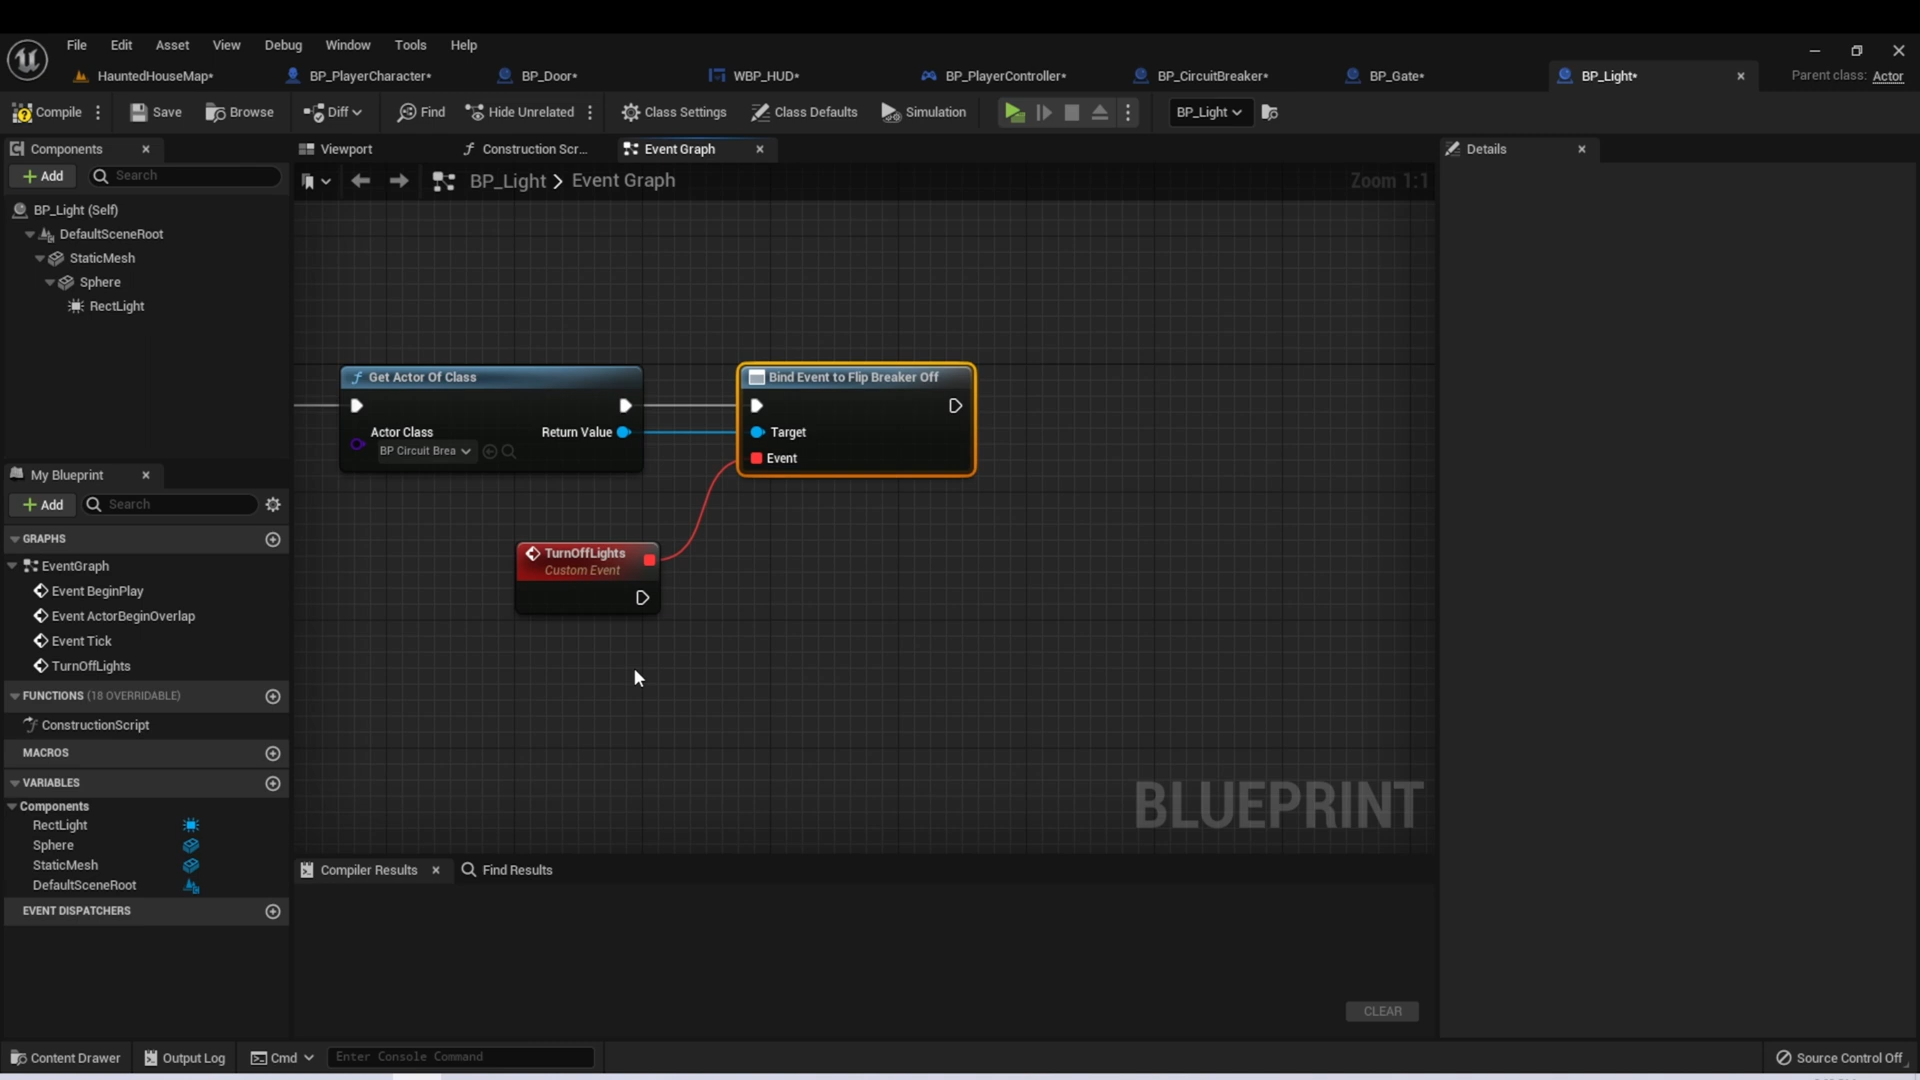 File Edit Asset View Debug Window Tools Help
HauntedHouseMap* BP_PlayerCharacter* BP_Door* WBP_HUD* BP_PlayerController* BP_CircuitBreaker* BP_Gate* BP_Light* Parent class: Actor
Compile Save Browse Diff Find Hide Unrelated Class Settings Class Defaults Simulation BP_Light
Components Viewport Construction Scr... Event Graph Details
Add Search
BP_Light > Event Graph Zoom 1:1
BP_Light (Self)
DefaultSceneRoot
StaticMesh
Sphere
RectLight
Get Actor Of Class
Actor Class Return Value
BP Circuit Brea
Bind Event to Flip Breaker Off
Target
Event
TurnOffLights
Custom Event
My Blueprint
Add Search
GRAPHS
EventGraph
Event BeginPlay
Event ActorBeginOverlap
Event Tick
TurnOffLights
FUNCTIONS (18 OVERRIDABLE)
ConstructionScript
MACROS
VARIABLES
Components
RectLight
Sphere
StaticMesh
DefaultSceneRoot
EVENT DISPATCHERS
BLUEPRINT
Compiler Results Find Results
CLEAR
Content Drawer Output Log Cmd Enter Console Command Source Control Off